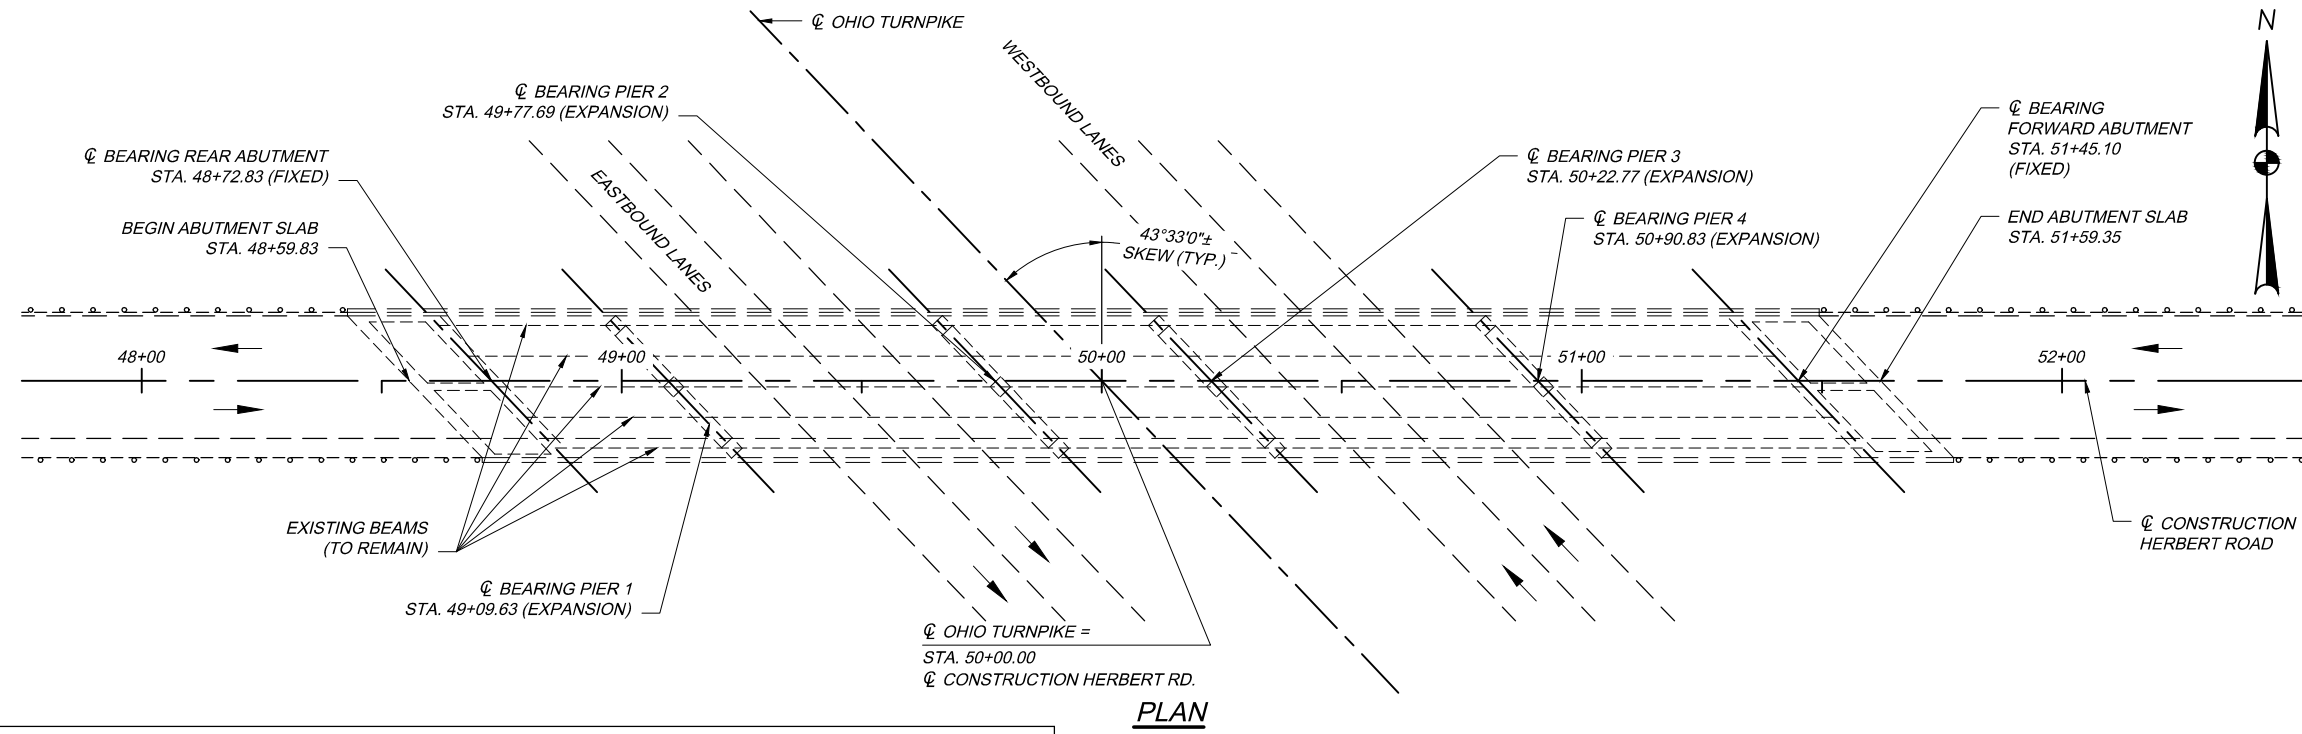 ℄ OHIO TURNPIKE
N
WESTBOUND LANES
℄ BEARING PIER 2
STA. 49+77.69 (EXPANSION)
℄ BEARING
FORWARD ABUTMENT
STA. 51+45.10
(FIXED)
℄ BEARING REAR ABUTMENT
STA. 48+72.83 (FIXED)
℄ BEARING PIER 3
STA. 50+22.77 (EXPANSION)
EASTBOUND LANES
BEGIN ABUTMENT SLAB
STA. 48+59.83
43°33'0"±
SKEW (TYP.)
℄ BEARING PIER 4
STA. 50+90.83 (EXPANSION)
END ABUTMENT SLAB
STA. 51+59.35
48+00
49+00
50+00
51+00
52+00
EXISTING BEAMS
(TO REMAIN)
℄ CONSTRUCTION
HERBERT ROAD
℄ BEARING PIER 1
STA. 49+09.63 (EXPANSION)
℄ OHIO TURNPIKE =
STA. 50+00.00
℄ CONSTRUCTION HERBERT RD.
PLAN